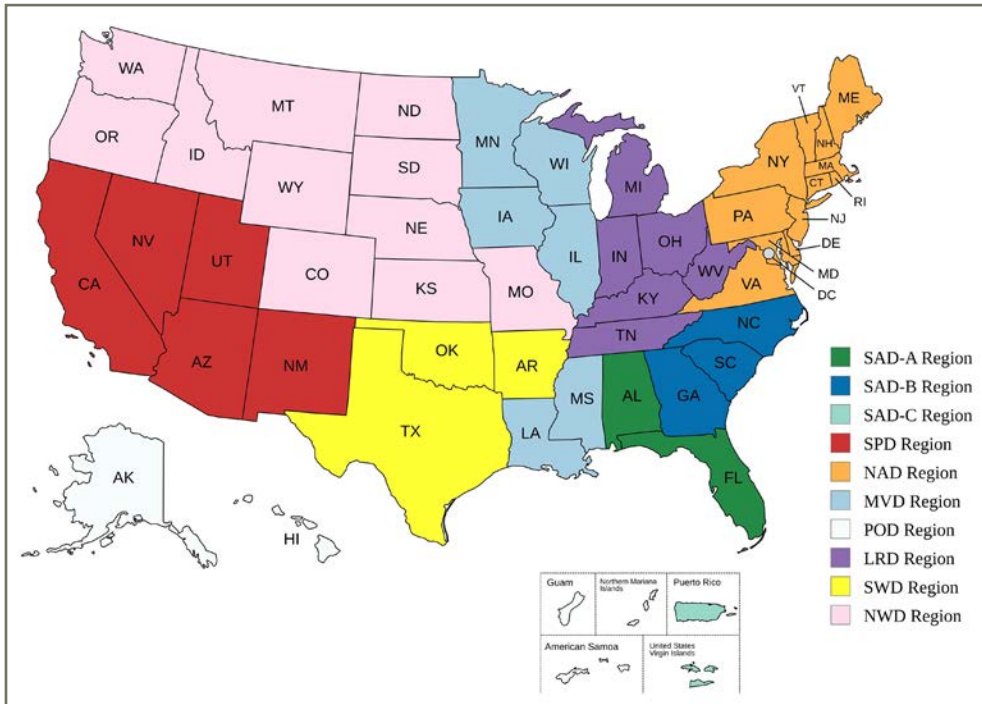 WA
OR
ID
MT
WY
ND
SD
NE
KS
CO
MO
CA
NV
UT
AZ
NM
MN
IA
WI
IL
MI
IN
OH
KY
WV
TN
OK
AR
TX
LA
MS
AL
FL
GA
SC
NC
VA
PA
NY
VT
NH
ME
MA
CT
RI
NJ
DE
MD
DC
AK
HI
SAD-A Region
SAD-B Region
SAD-C Region
SPD Region
NAD Region
MVD Region
POD Region
LRD Region
SWD Region
NWD Region
Guam
Northern Mariana
Islands
Puerto Rico
American Samoa
United States
Virgin Islands